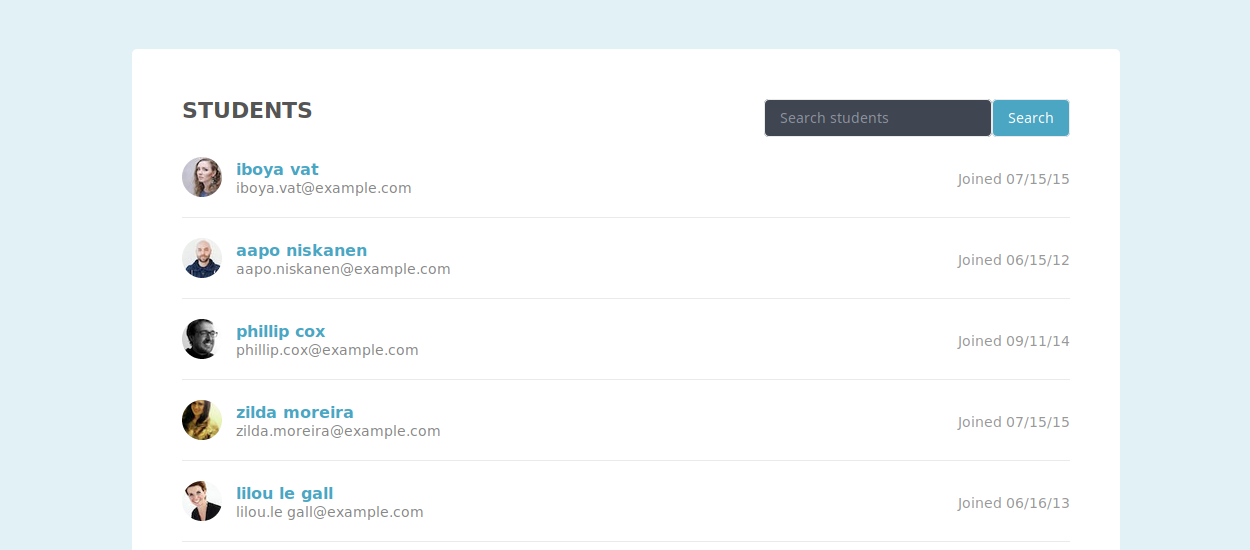 STUDENTS
Search students
Search
iboya vat
iboya.vat@example.com
Joined 07/15/15
aapo niskanen
aapo.niskanen@example.com
Joined 06/15/12
phillip cox
phillip.cox@example.com
Joined 09/11/14
zilda moreira
zilda.moreira@example.com
Joined 07/15/15
lilou le gall
lilou.le gall@example.com
Joined 06/16/13